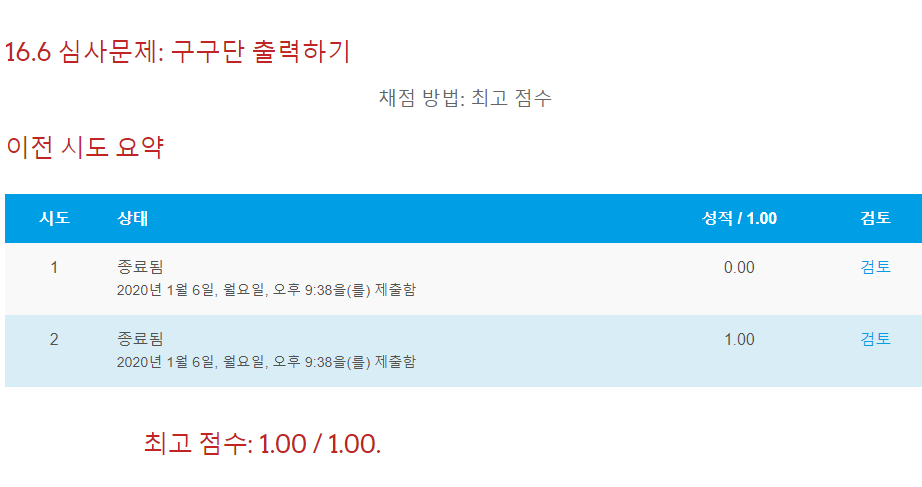 16.6 심사문제: 구구단 출력하기
채점 방법: 최고 점수
이전 시도 요약
시도 상태 성적 / 1.00 검토
1 종료됨 0.00 검토
2020년 1월 6일, 월요일, 오후 9:38을(를) 제출함
2 종료됨 1.00 검토
2020년 1월 6일, 월요일, 오후 9:38을(를) 제출함
최고 점수: 1.00 / 1.00.